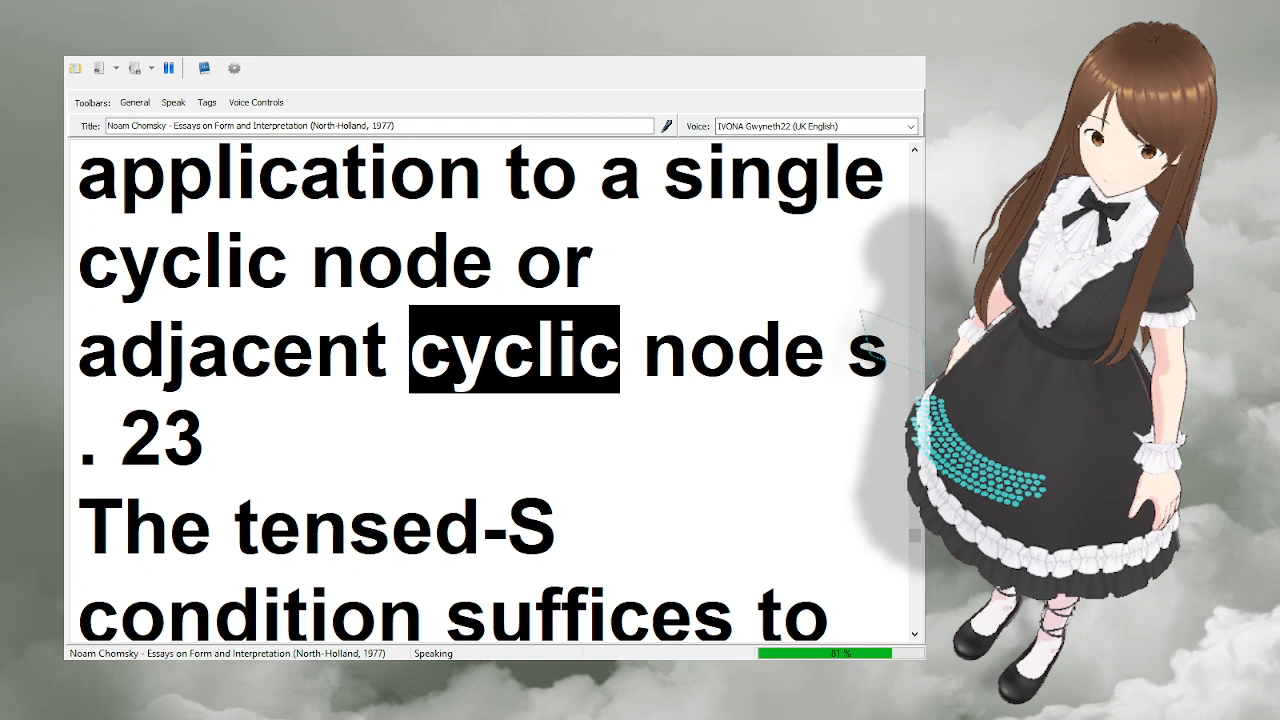 Toolbars: General Speak Tags Voice Controls
Title: Noam Chomsky - Essays on Form and Interpretation (North-Holland, 1977) Voice: IVONA Gwyneth22 (UK English)
application to a single
cyclic node or
adjacent cyclic node s
. 23
The tensed-S
condition suffices to
Noam Chomsky - Essays on Form and Interpretation (North-Holland, 1977) Speaking 81 %